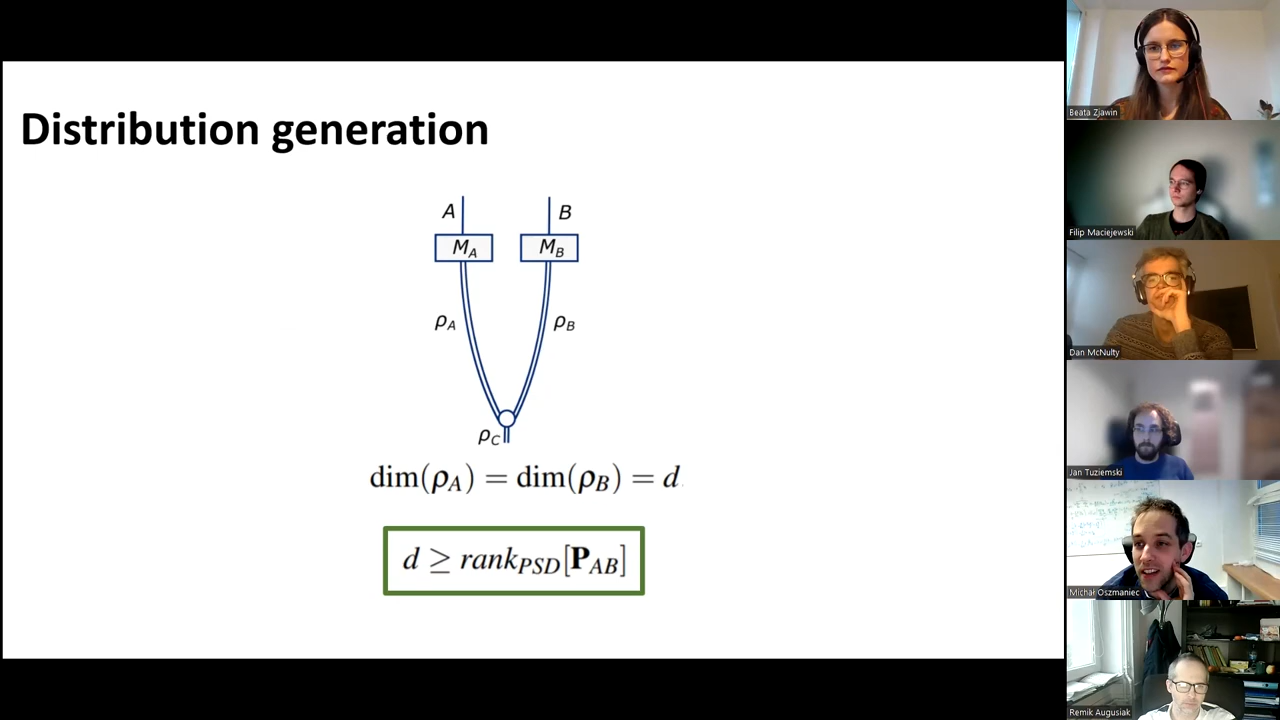 Distribution generation
A
B
M_A
M_B
ρ_A
ρ_B
ρ_C
dim(ρ_A) = dim(ρ_B) = d
d ≥ rank_PSD[P_AB]
Beata Zjawin
Filip Maciejewski
Dan McNulty
Jan Tuziemski
Michał Oszmaniec
Remik Augusiak